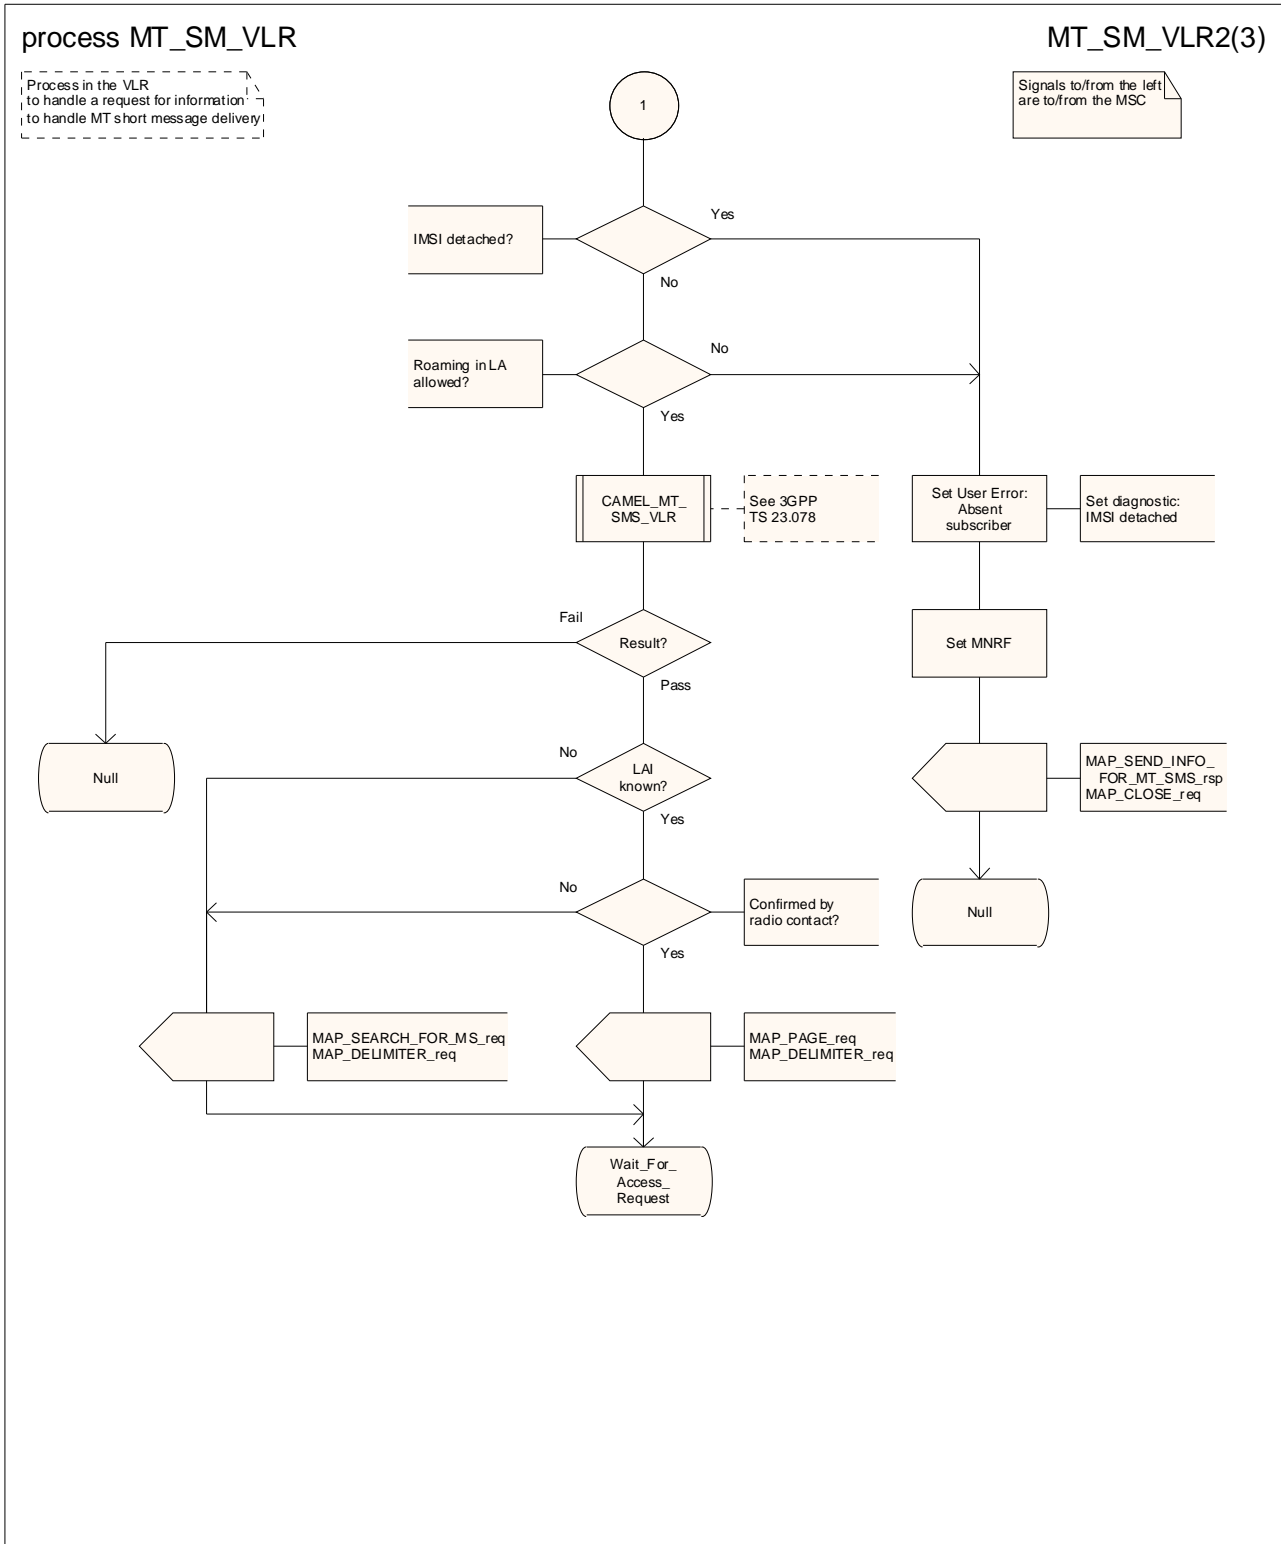 process MT_SM_VLR
MT_SM_VLR2(3)
Process in the VLR
to handle a request for information
to handle MT short message delivery
1
Signals to/from the left
are to/from the MSC
IMSI detached?
Yes
No
Roaming in LA
allowed?
No
Yes
CAMEL_MT_
SMS_VLR
See 3GPP
TS 23.078
Set User Error:
Absent
subscriber
Set diagnostic:
IMSI detached
Fail
Result?
Pass
Set MNRF
Null
No
LAI
known?
Yes
MAP_SEND_INFO_
FOR_MT_SMS_rsp
MAP_CLOSE_req
No
Confirmed by
radio contact?
Yes
Null
MAP_SEARCH_FOR_MS_req
MAP_DELIMITER_req
MAP_PAGE_req
MAP_DELIMITER_req
Wait_For_
Access_
Request